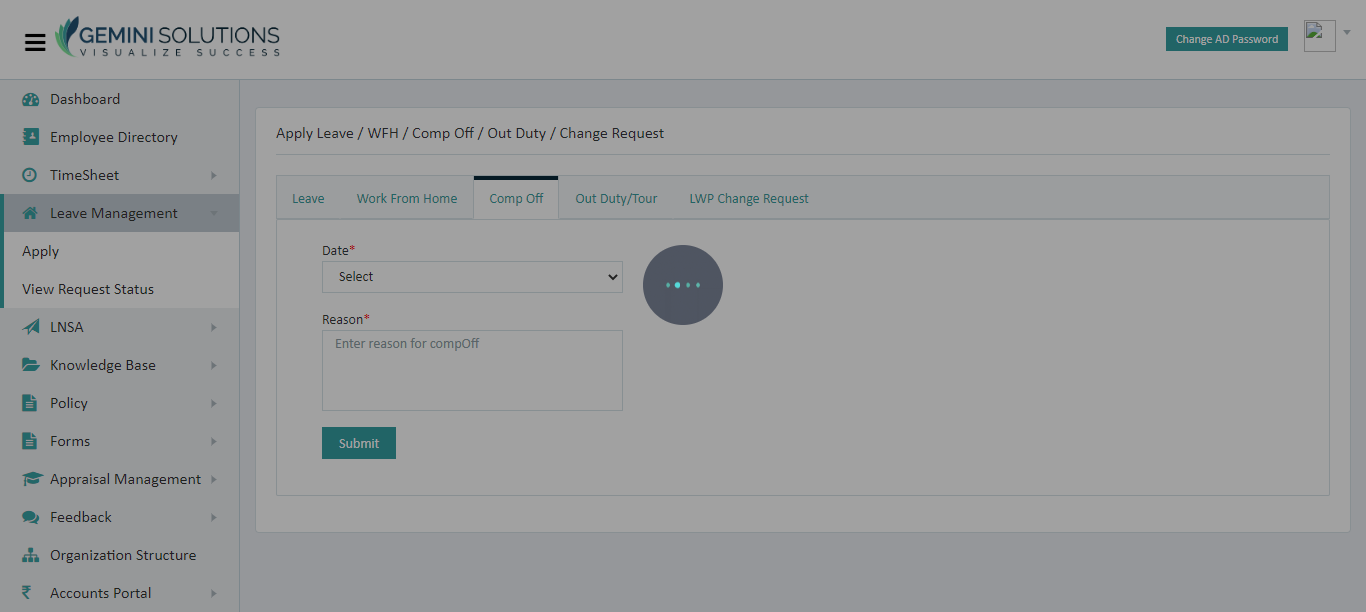 GEMINI SOLUTIONS
VISUALIZE SUCCESS
Change AD Password
Dashboard
Employee Directory
TimeSheet
Leave Management
Apply
View Request Status
LNSA
Knowledge Base
Policy
Forms
Appraisal Management
Feedback
Organization Structure
₹ Accounts Portal
Apply Leave / WFH / Comp Off / Out Duty / Change Request
Leave Work From Home Comp Off Out Duty/Tour LWP Change Request
Date*
Select
Reason*
Enter reason for compOff
Submit